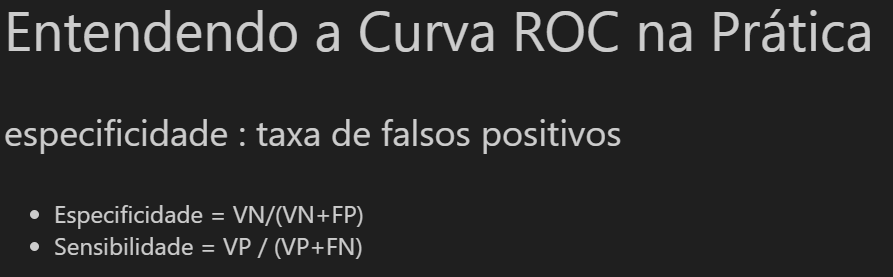 Entendendo a Curva ROC na Prática
especificidade : taxa de falsos positivos
• Especificidade = VN/(VN+FP)
• Sensibilidade = VP / (VP+FN)